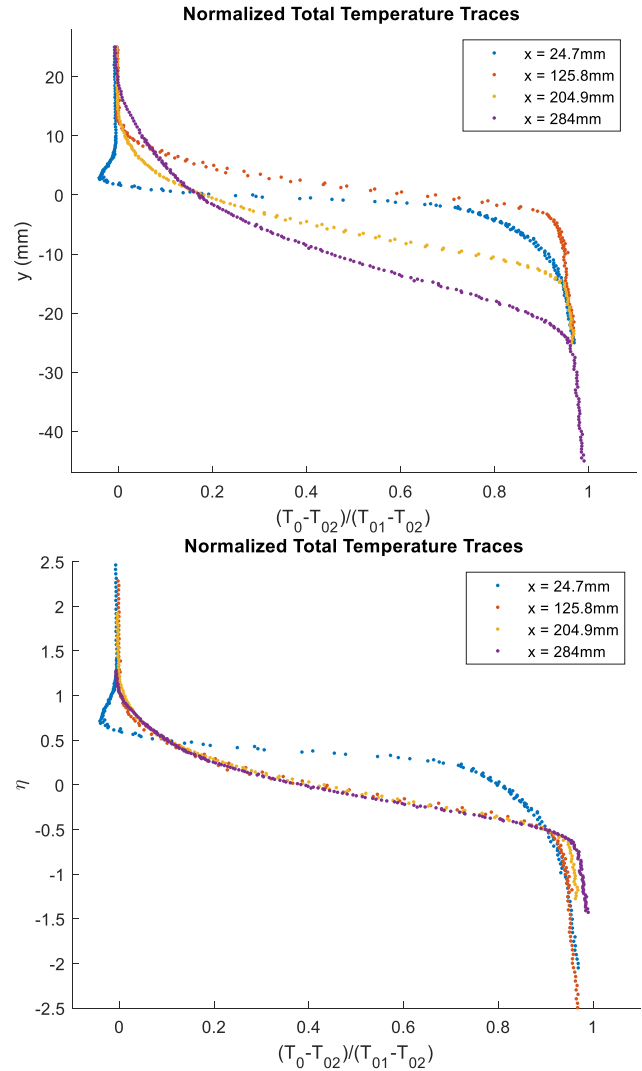 Normalized Total Temperature Traces
x = 24.7mm
x = 125.8mm
x = 204.9mm
x = 284mm
20
10
0
-10
-20
-30
-40
y (mm)
0 0.2 0.4 0.6 0.8 1
(T0-T02)/(T01-T02)
Normalized Total Temperature Traces
x = 24.7mm
x = 125.8mm
x = 204.9mm
x = 284mm
2.5
2
1.5
1
0.5
0
-0.5
-1
-1.5
-2
-2.5
η
0 0.2 0.4 0.6 0.8 1
(T0-T02)/(T01-T02)